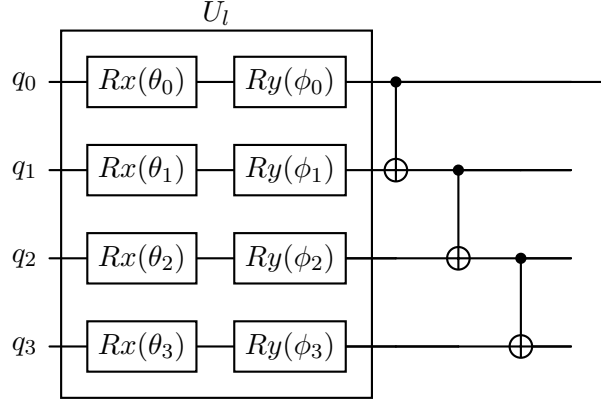 U_l
q_0 Rx(θ_0) Ry(ϕ_0)
q_1 Rx(θ_1) Ry(ϕ_1)
q_2 Rx(θ_2) Ry(ϕ_2)
q_3 Rx(θ_3) Ry(ϕ_3)